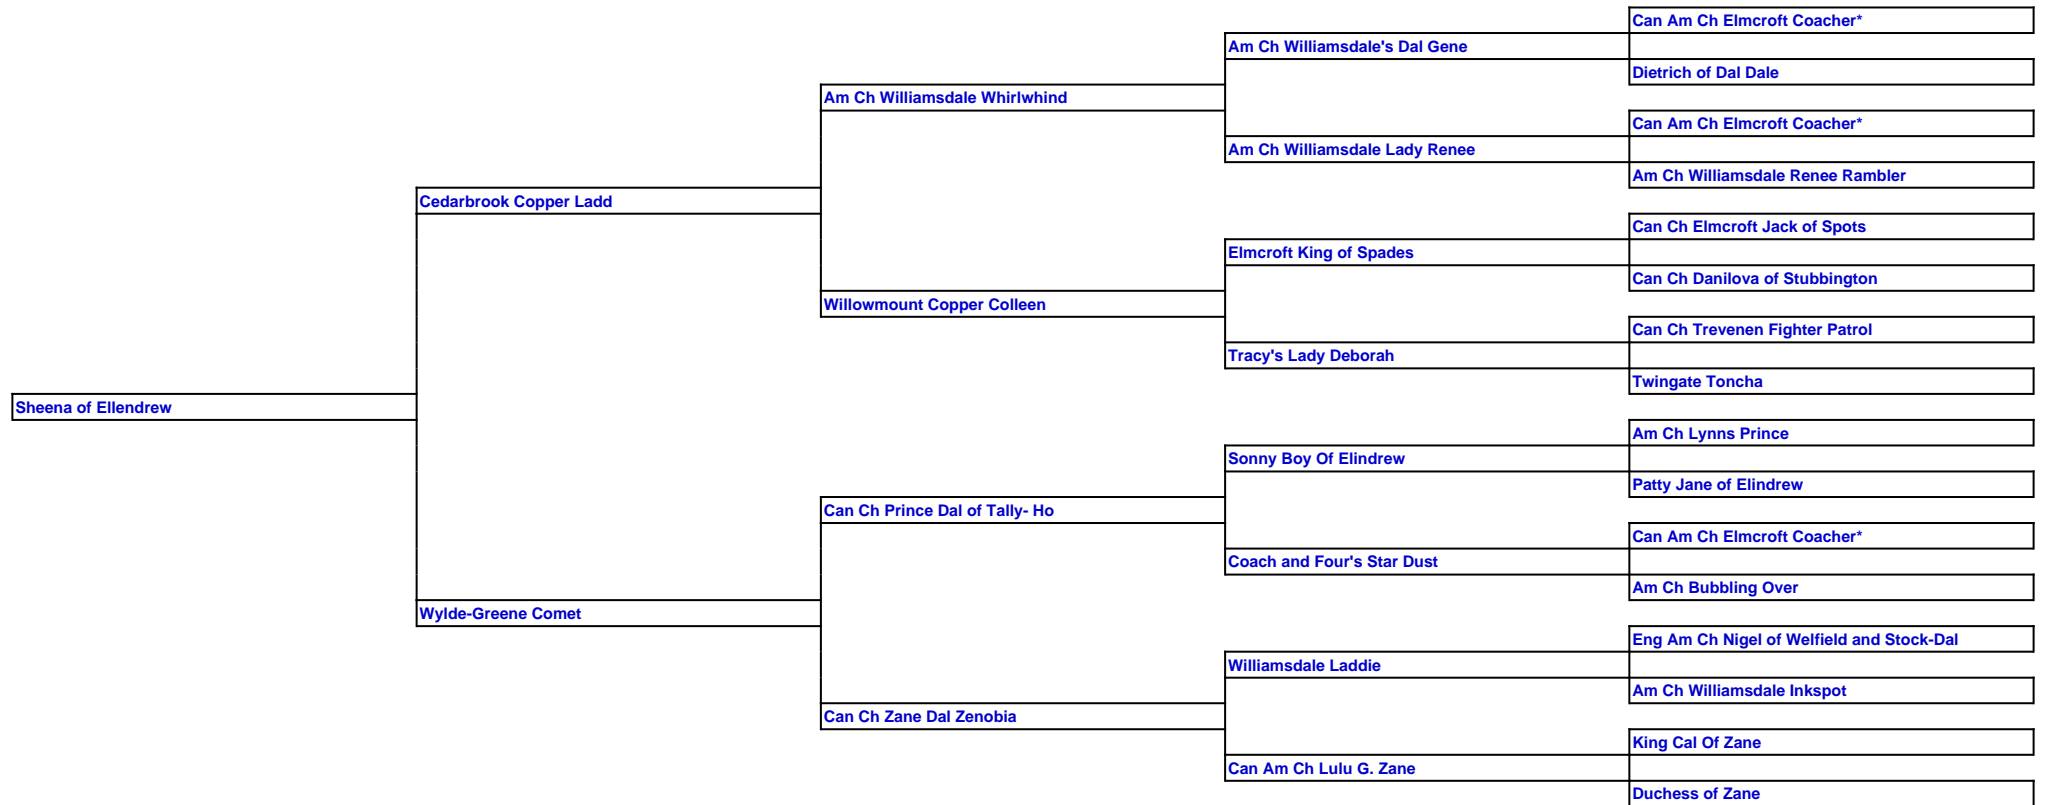 Can Am Ch Elmcroft Coacher*
Am Ch Williamsdale's Dal Gene
Dietrich of Dal Dale
Am Ch Williamsdale Whirlwhind
Can Am Ch Elmcroft Coacher*
Am Ch Williamsdale Lady Renee
Am Ch Williamsdale Renee Rambler
Cedarbrook Copper Ladd
Can Ch Elmcroft Jack of Spots
Elmcroft King of Spades
Can Ch Danilova of Stubbington
Willowmount Copper Colleen
Can Ch Trevenen Fighter Patrol
Tracy's Lady Deborah
Twingate Toncha
Sheena of Ellendrew
Am Ch Lynns Prince
Sonny Boy Of Elindrew
Patty Jane of Elindrew
Can Ch Prince Dal of Tally- Ho
Can Am Ch Elmcroft Coacher*
Coach and Four's Star Dust
Am Ch Bubbling Over
Wylde-Greene Comet
Eng Am Ch Nigel of Welfield and Stock-Dal
Williamsdale Laddie
Am Ch Williamsdale Inkspot
Can Ch Zane Dal Zenobia
King Cal Of Zane
Can Am Ch Lulu G. Zane
Duchess of Zane